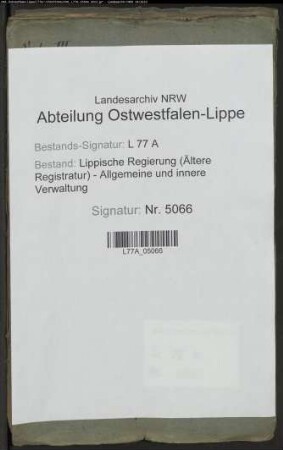 Landesarchiv NRW
Abteilung Ostwestfalen-Lippe
Bestands-Signatur: L 77 A
Bestand: Lippische Regierung (Ältere
Registratur) - Allgemeine und innere
Verwaltung
Signatur: Nr. 5066
L77A_05066